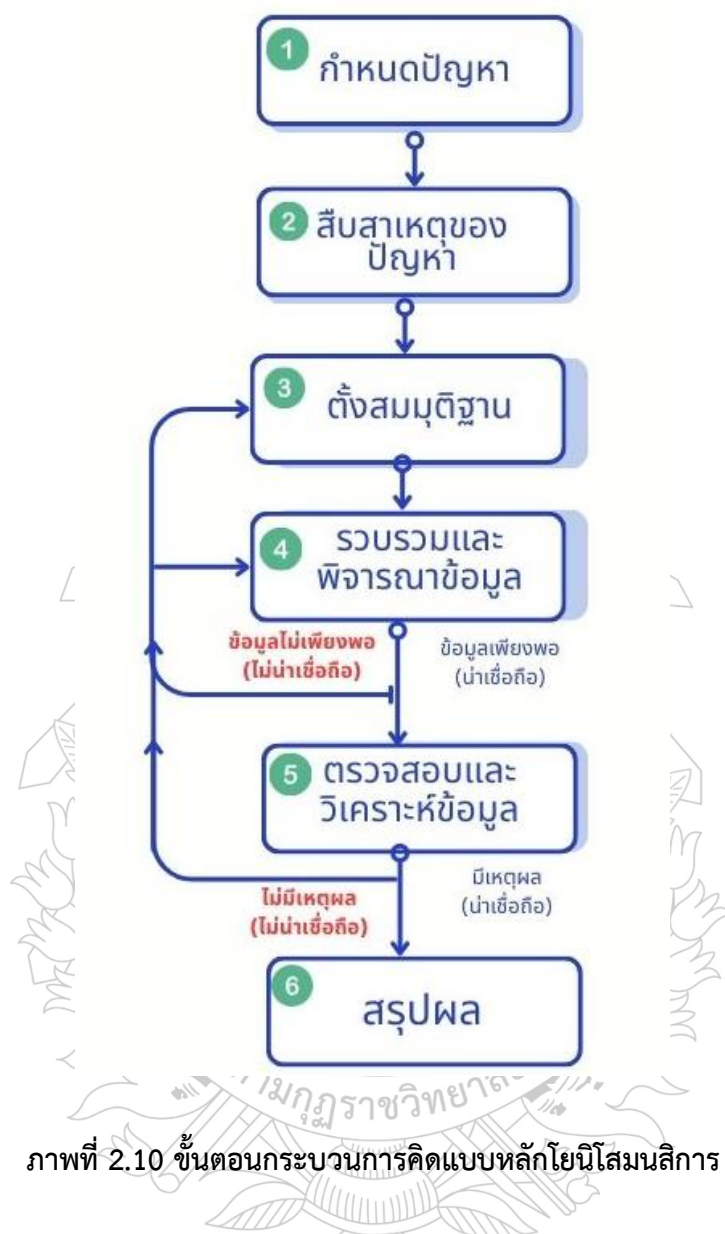 1
กำหนดปัญหา
2
สืบสาเหตุของ
ปัญหา
3
ตั้งสมมุติฐาน
4
รวบรวมและ
พิจารณาข้อมูล
ข้อมูลไม่เพียงพอ
(ไม่น่าเชื่อถือ)
ข้อมูลเพียงพอ
(น่าเชื่อถือ)
5
ตรวจสอบและ
วิเคราะห์ข้อมูล
ไม่มีเหตุผล
(ไม่น่าเชื่อถือ)
มีเหตุผล
(น่าเชื่อถือ)
6
สรุปผล
ภาพที่ 2.10 ขั้นตอนกระบวนการคิดแบบหลักโยนิโสมนสิการ